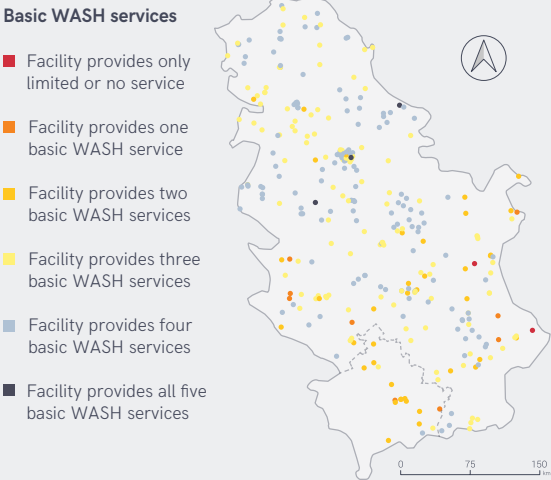 Basic WASH services
Facility provides only
limited or no service
Facility provides one
basic WASH service
Facility provides two
basic WASH services
Facility provides three
basic WASH services
Facility provides four
basic WASH services
Facility provides all five
basic WASH services
0 75 150
km